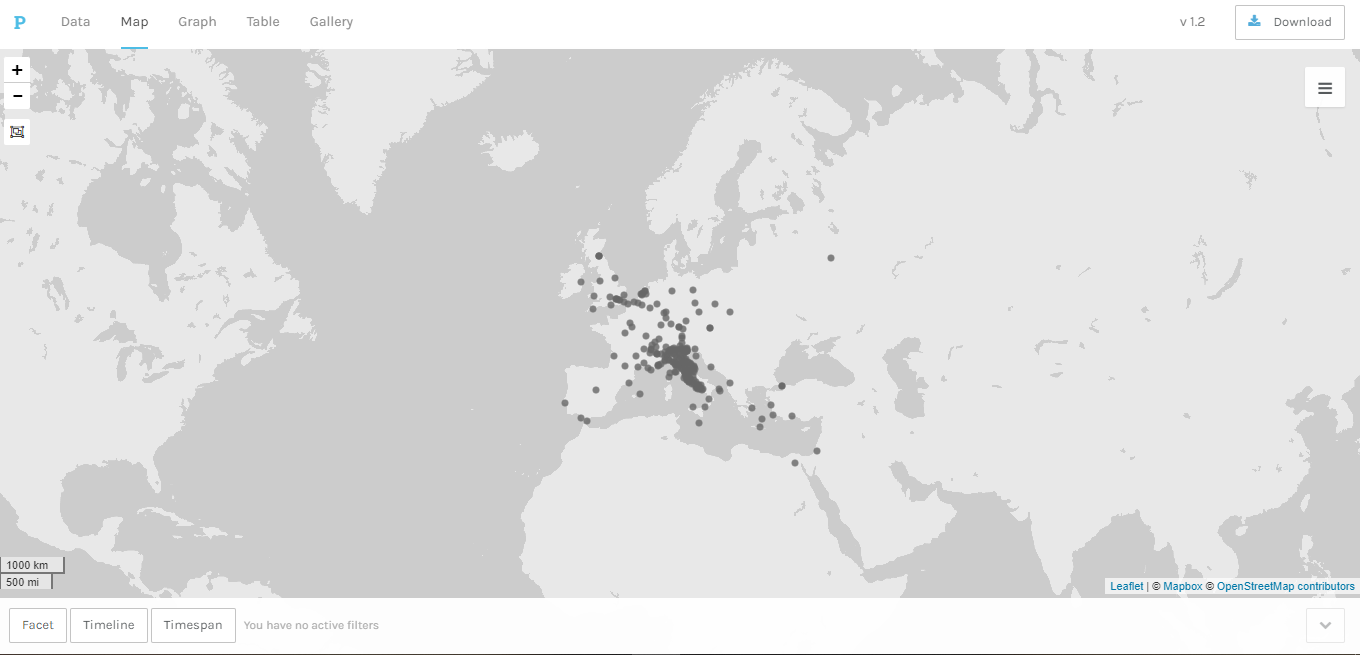 P Data Map Graph Table Gallery v 1.2 Download
+
−
1000 km
500 mi
Leaflet | © Mapbox © OpenStreetMap contributors
Facet Timeline Timespan You have no active filters